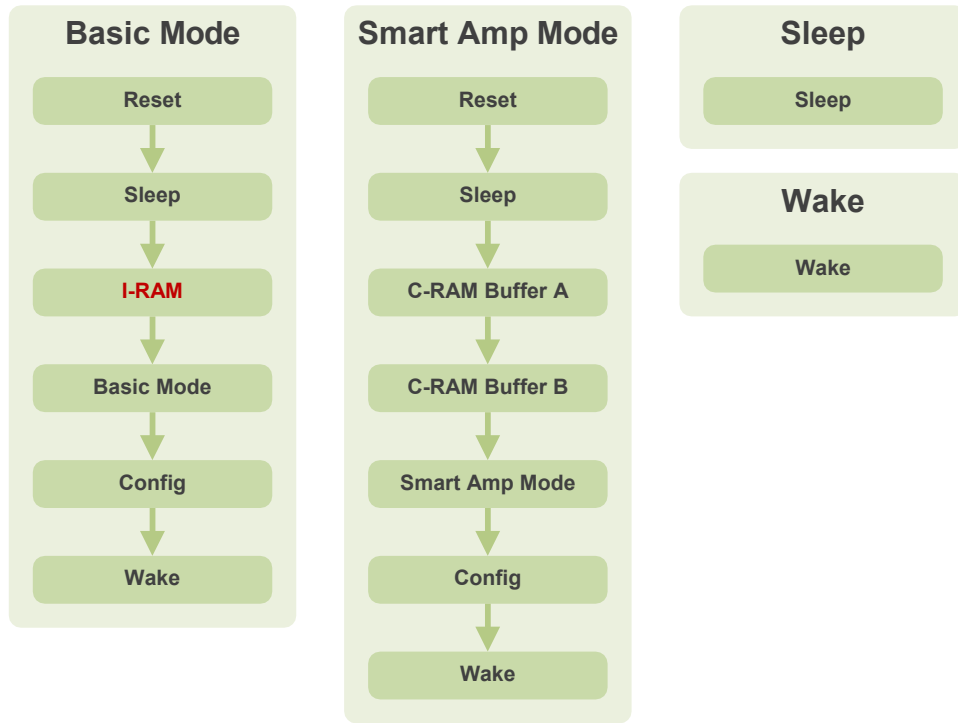 Basic Mode
Reset
Sleep
I-RAM
Basic Mode
Config
Wake
Smart Amp Mode
Reset
Sleep
C-RAM Buffer A
C-RAM Buffer B
Smart Amp Mode
Config
Wake
Sleep
Sleep
Wake
Wake